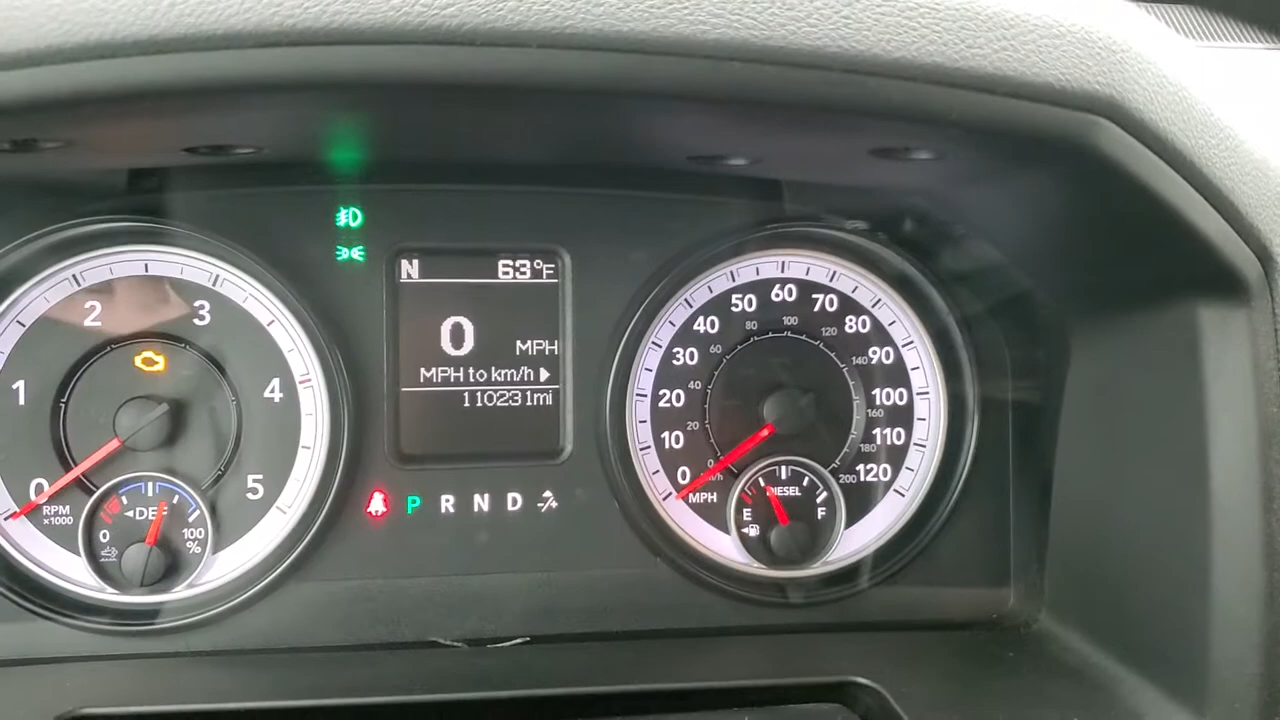 N 63°F
0 MPH
MPH to km/h
110231mi
P R N D
0 1 2 3 4 5
RPM
x1000
DEF
0 100
%
0 10 20 30 40 50 60 70 80 90 100 110 120
MPH
0 20 40 60 80 100 120 140 160 180 200
km/h
DIESEL
E F